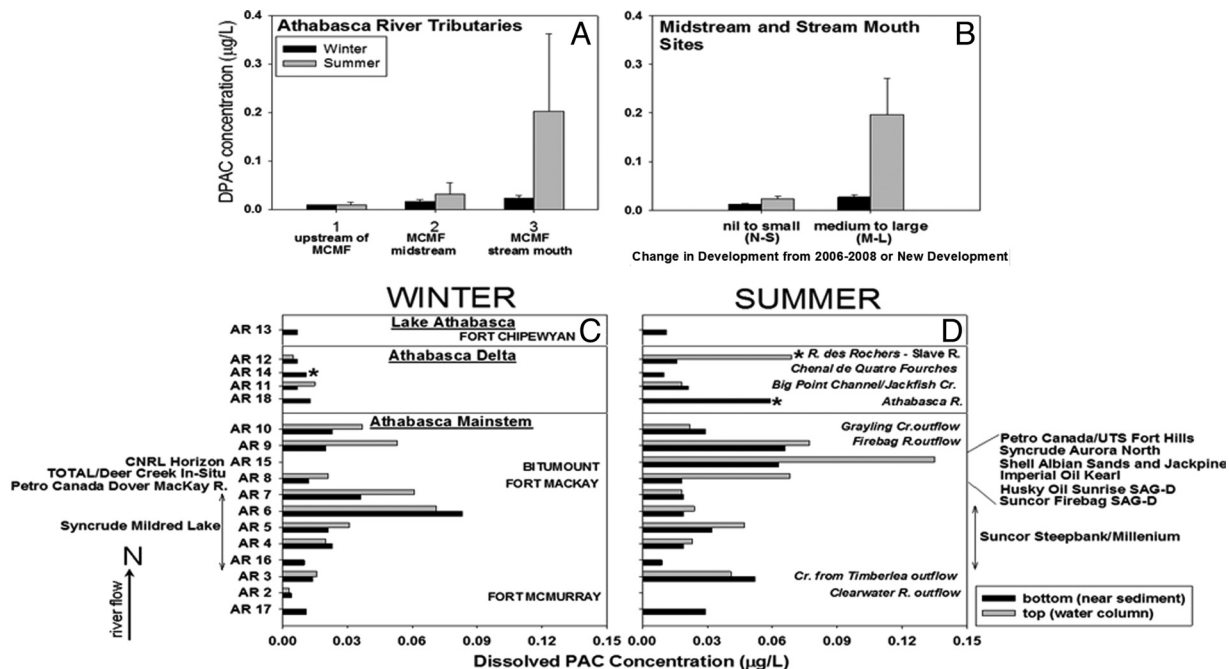 Athabasca River Tributaries
A
Winter
Summer
DPAC concentration (µg/L)
0.4
0.3
0.2
0.1
0.0
1
upstream of
MCMF
2
MCMF
midstream
3
MCMF
stream mouth
Midstream and Stream Mouth
Sites
B
0.4
0.3
0.2
0.1
0.0
nil to small
(N-S)
medium to large
(M-L)
Change in Development from 2006-2008 or New Development
WINTER
C
Lake Athabasca
FORT CHIPEWYAN
Athabasca Delta
*
Athabasca Mainstem
BITUMOUNT
FORT MACKAY
FORT MCMURRAY
AR 13
AR 12
AR 14
AR 11
AR 18
AR 10
AR 9
AR 15
AR 8
AR 7
AR 6
AR 5
AR 4
AR 16
AR 3
AR 2
AR 17
CNRL Horizon
TOTAL/Deer Creek In-Situ
Petro Canada Dover MacKay R.
Syncrude Mildred Lake
N
river flow
0.00
0.03
0.06
0.09
0.12
0.15
SUMMER
D
* R. des Rochers - Slave R.
Chenal de Quatre Fourches
Big Point Channel/Jackfish Cr.
* Athabasca R.
Grayling Cr.outflow
Firebag R.outflow
Cr. from Timberlea outflow
Clearwater R. outflow
Petro Canada/UTS Fort Hills
Syncrude Aurora North
Shell Albian Sands and Jackpine
Imperial Oil Kearl
Husky Oil Sunrise SAG-D
Suncor Firebag SAG-D
Suncor Steepbank/Millenium
bottom (near sediment)
top (water column)
0.00
0.03
0.06
0.09
0.12
0.15
Dissolved PAC Concentration (µg/L)